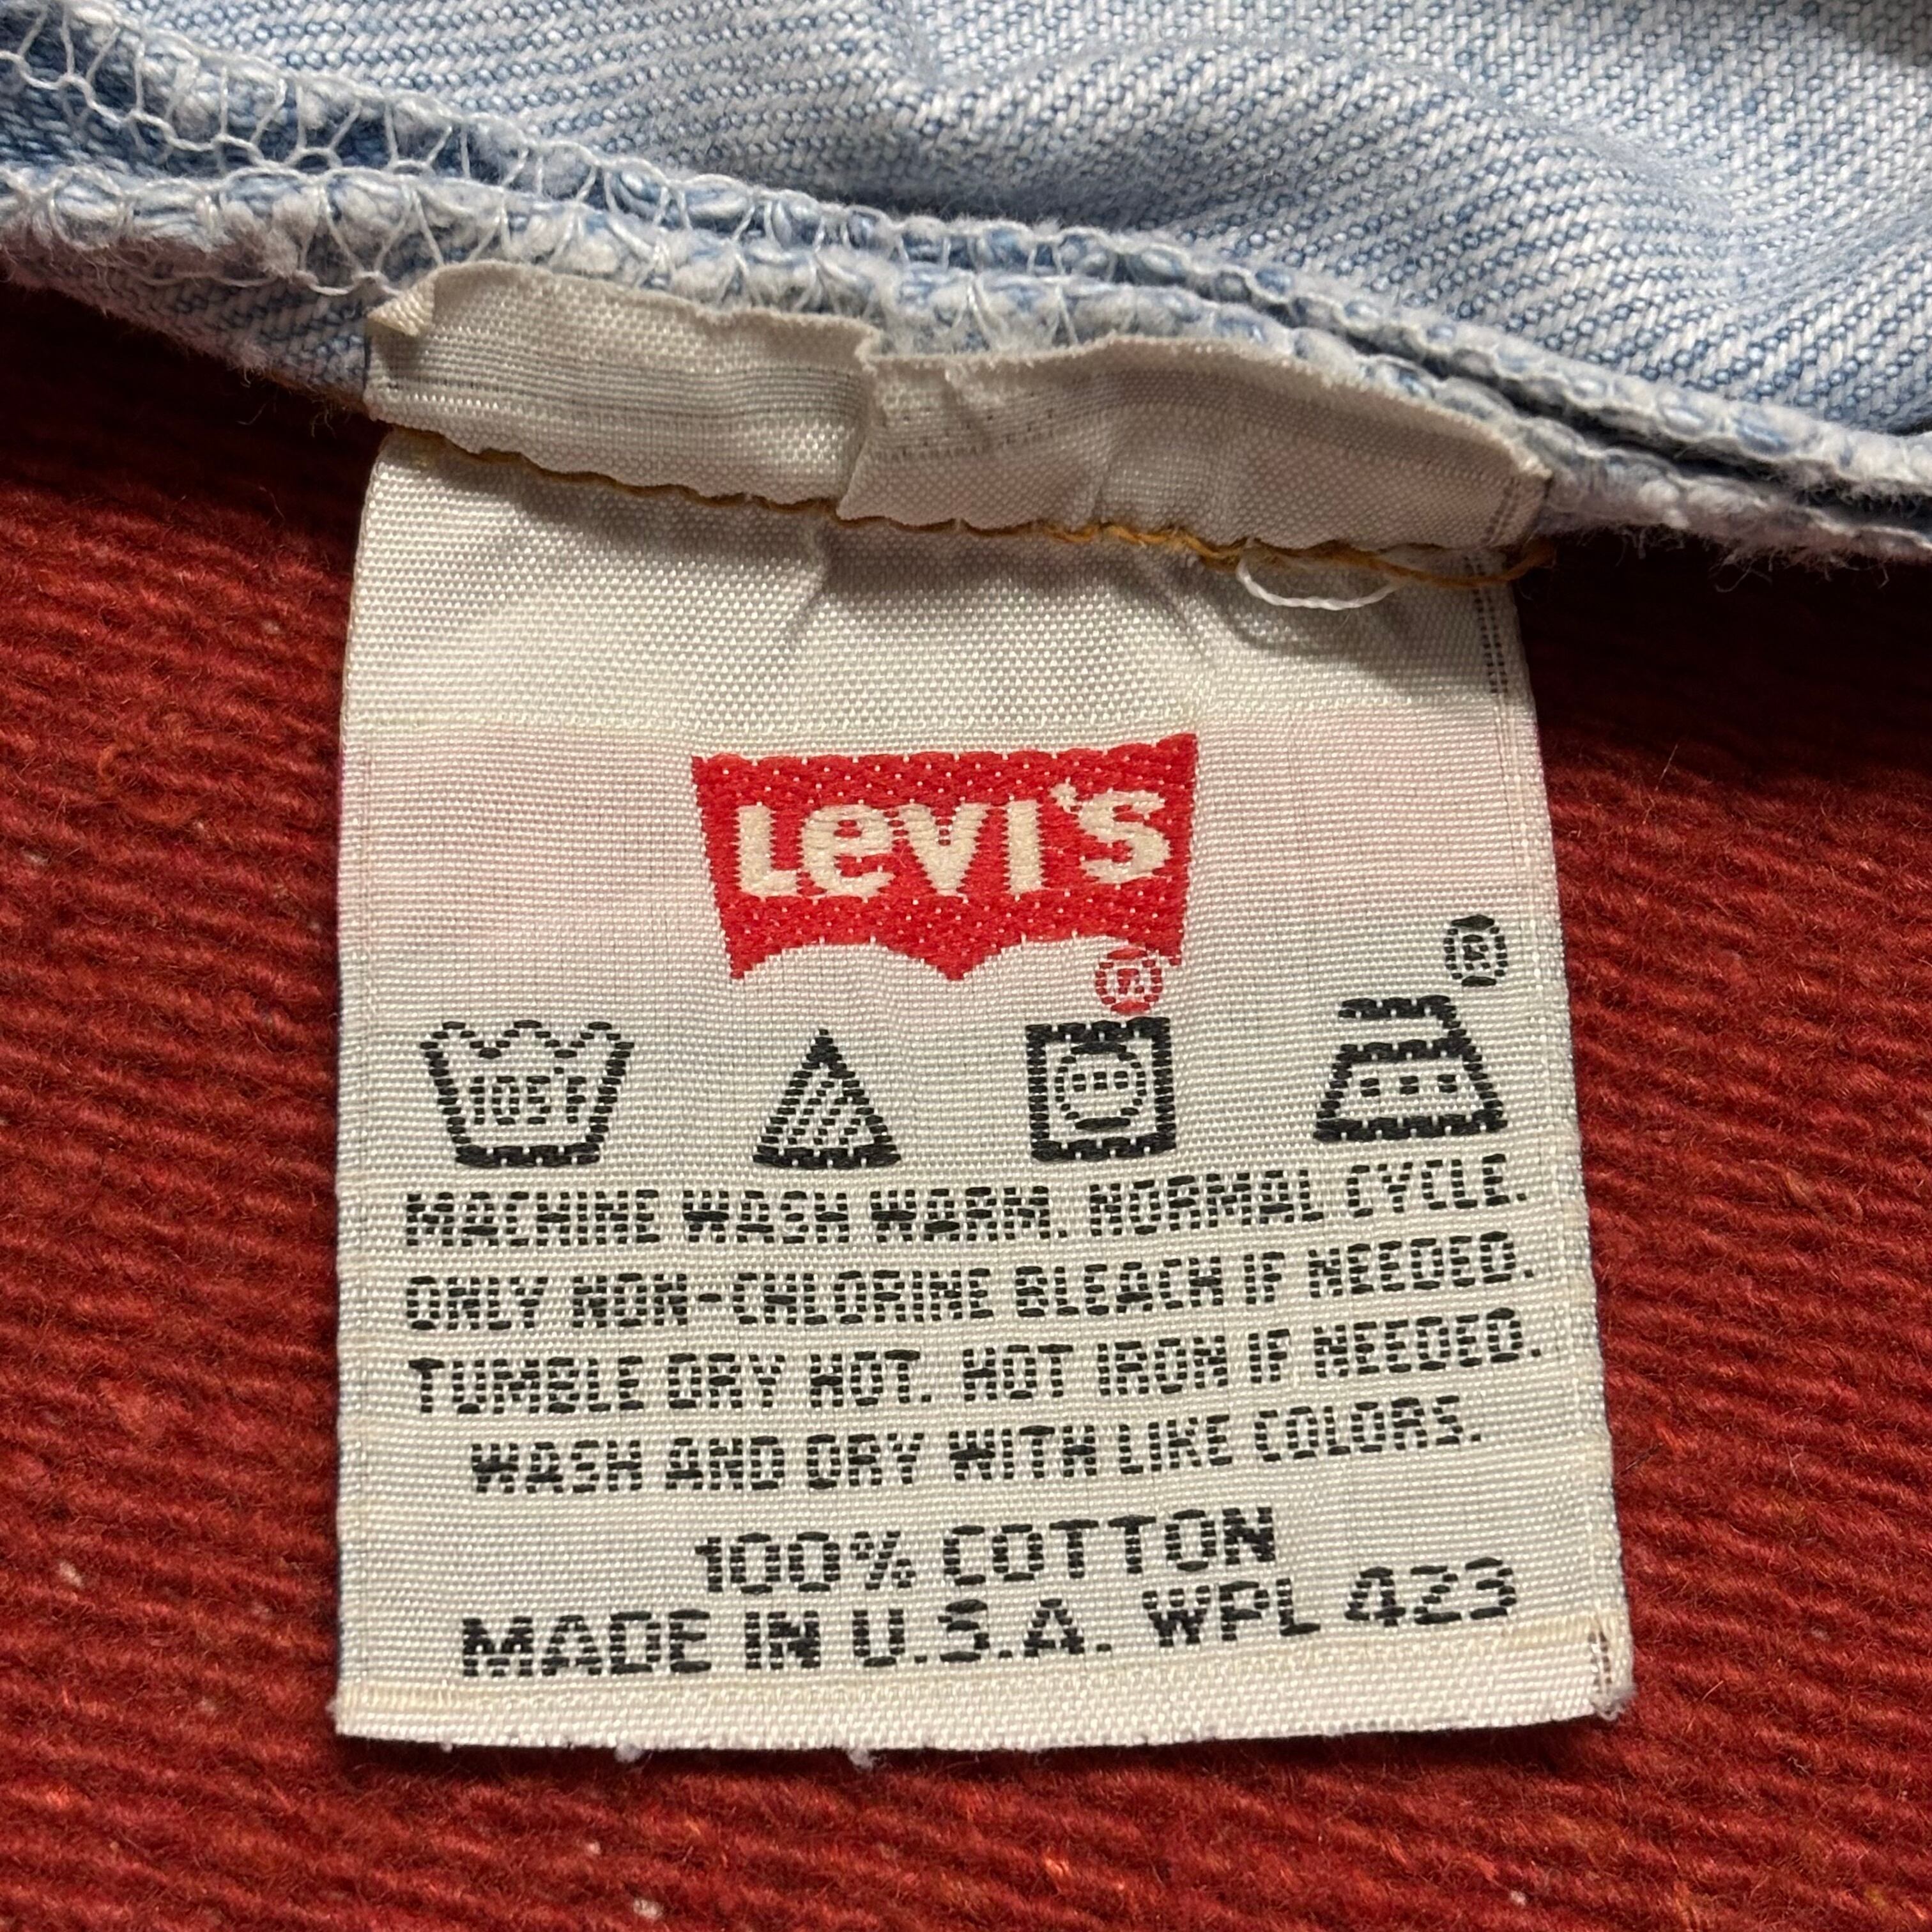 Levi's
®
®
105°F
MACHINE WASH WARM. NORMAL CYCLE.
ONLY NON-CHLORINE BLEACH IF NEEDED.
TUMBLE DRY HOT. HOT IRON IF NEEDED.
WASH AND DRY WITH LIKE COLORS.
100% COTTON
MADE IN U.S.A. WPL 423